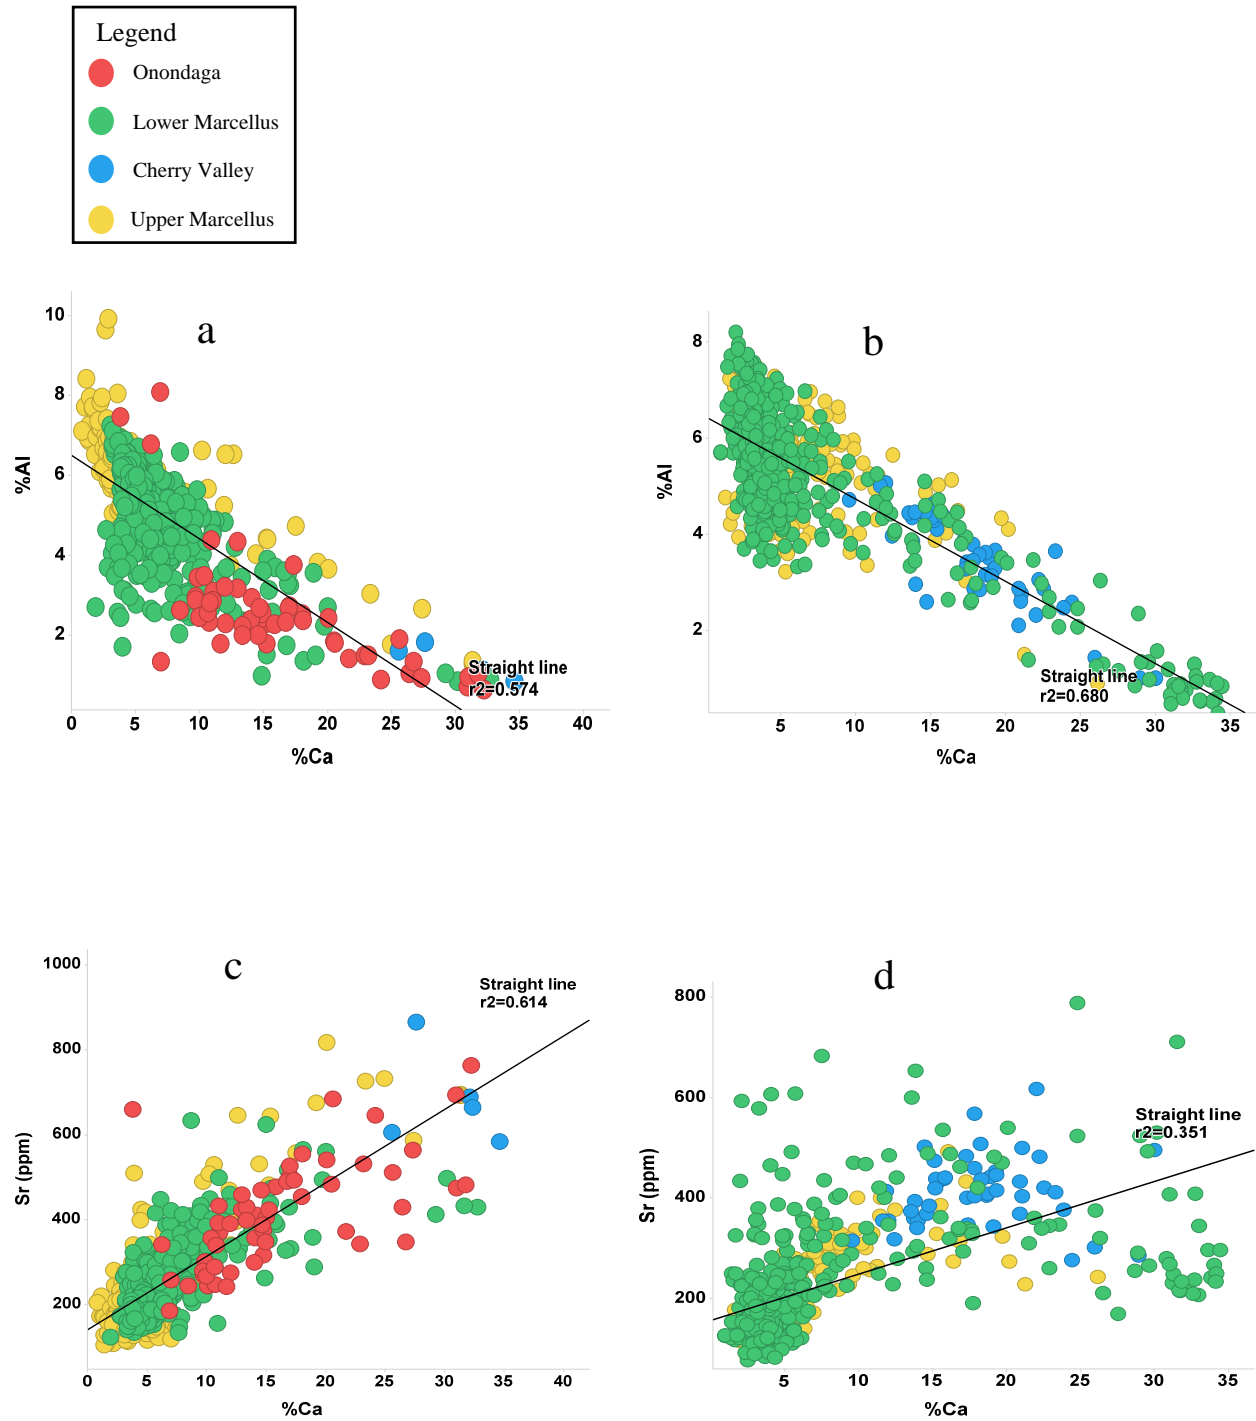 Legend
Onondaga
Lower Marcellus
Cherry Valley
Upper Marcellus
a
10
8
6
4
2
%Al
0 5 10 15 20 25 30 35 40
%Ca
Straight line
r2=0.574
b
8
6
4
2
%Al
5 10 15 20 25 30 35
%Ca
Straight line
r2=0.680
c
1000
800
600
400
200
Sr (ppm)
0 5 10 15 20 25 30 35 40
%Ca
Straight line
r2=0.614
d
800
600
400
200
Sr (ppm)
5 10 15 20 25 30 35
%Ca
Straight line
r2=0.351